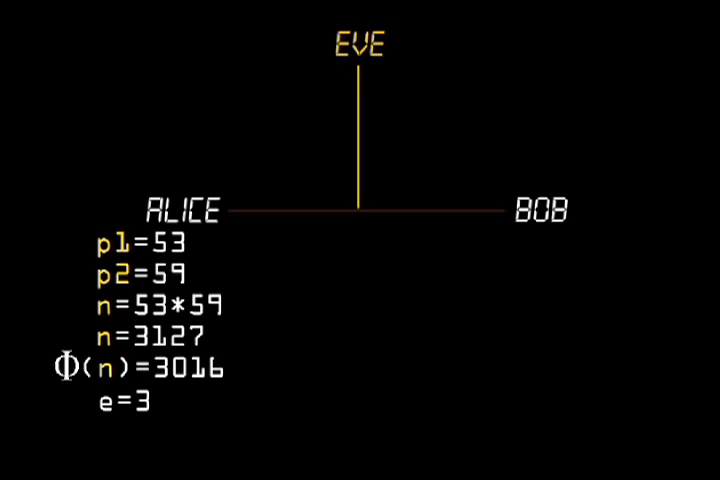 EVE
ALICE
BOB
p1=53
p2=59
n=53*59
n=3127
Φ(n)=3016
e=3